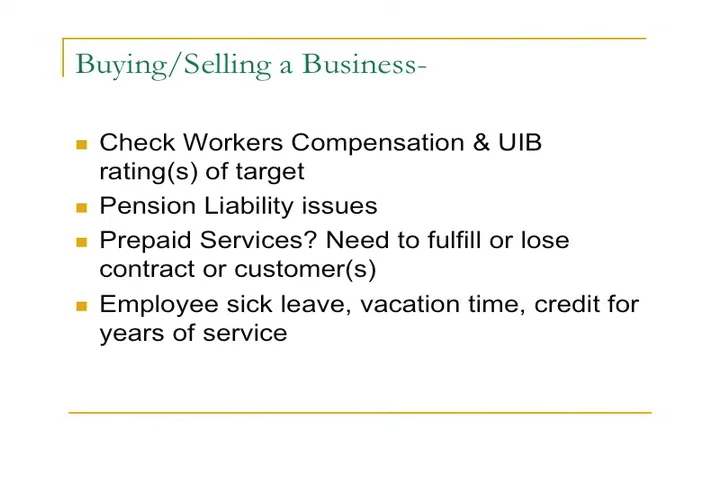 Buying/Selling a Business-
Check Workers Compensation & UIB
rating(s) of target
Pension Liability issues
Prepaid Services? Need to fulfill or lose
contract or customer(s)
Employee sick leave, vacation time, credit for
years of service